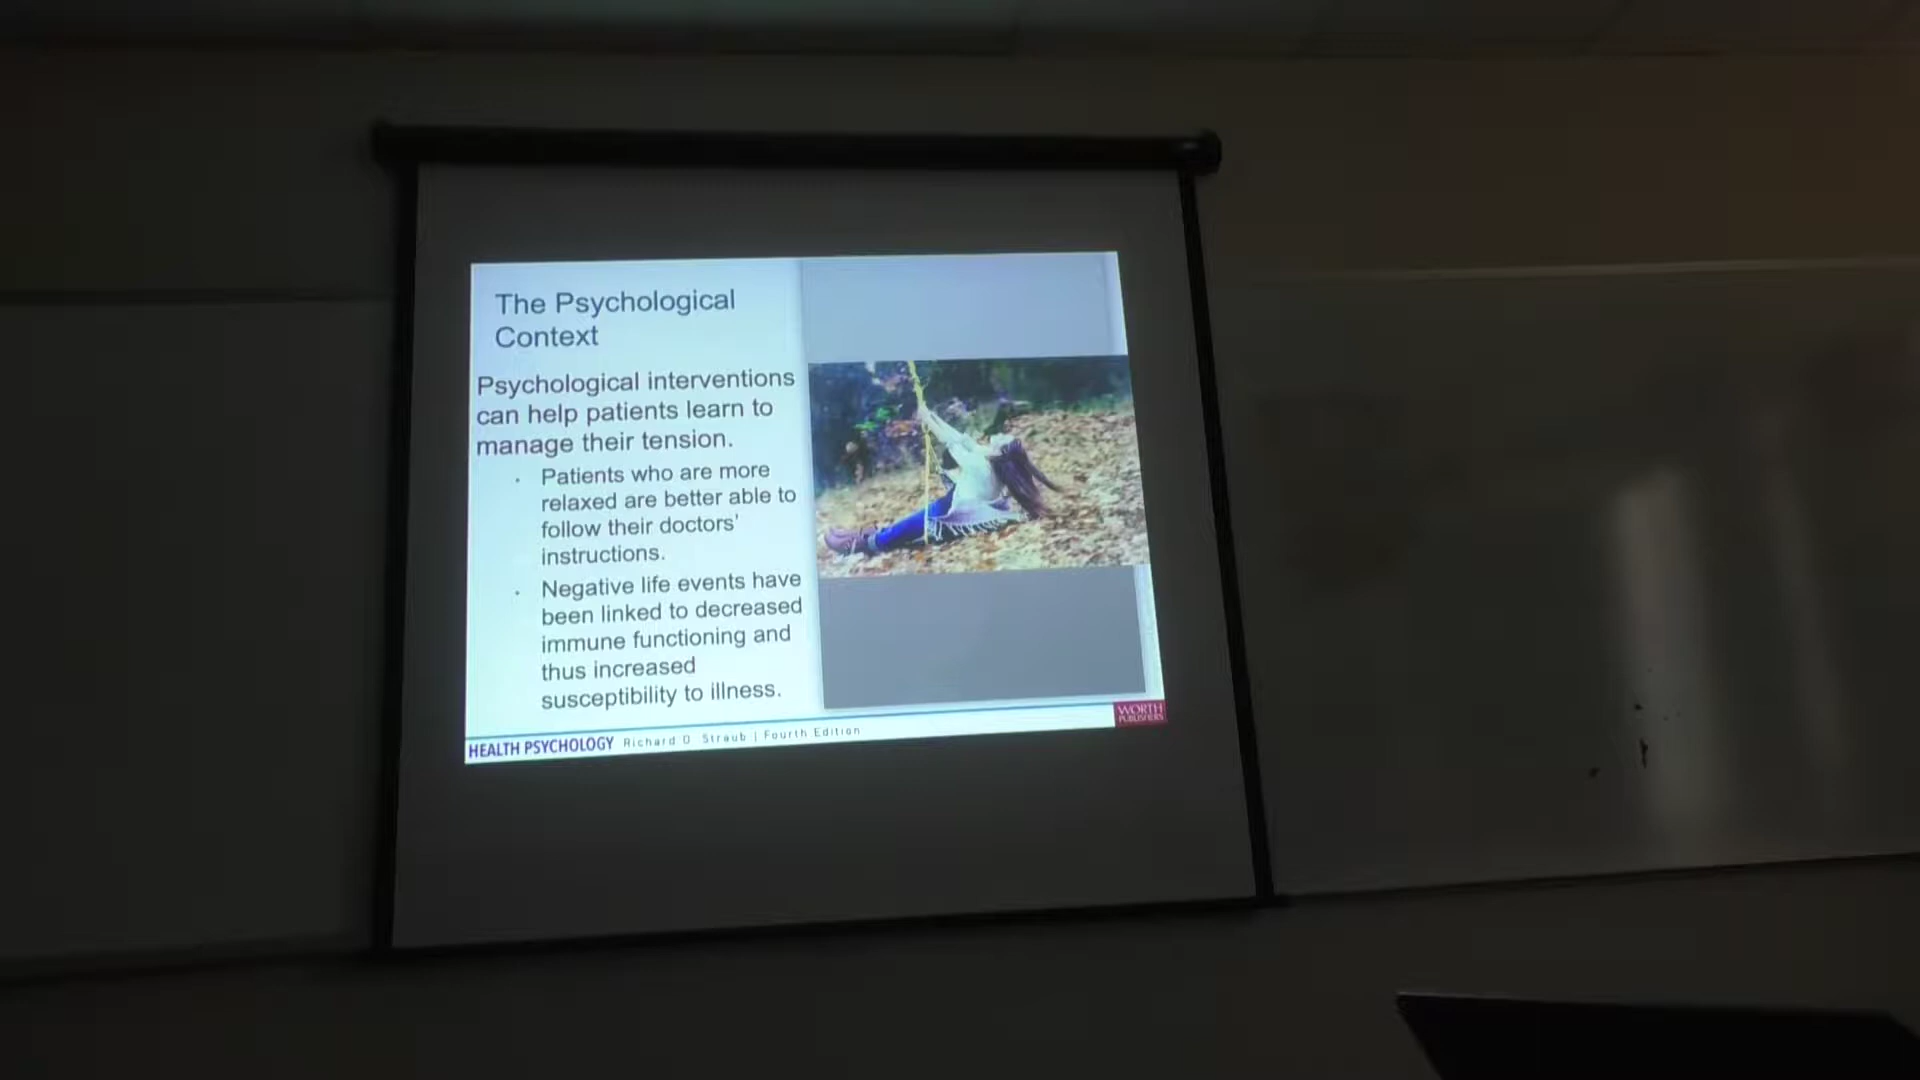 The Psychological
Context
Psychological interventions
can help patients learn to
manage their tension.
· Patients who are more
relaxed are better able to
follow their doctors'
instructions.
· Negative life events have
been linked to decreased
immune functioning and
thus increased
susceptibility to illness.
HEALTH PSYCHOLOGY Richard O. Straub | Fourth Edition
WORTH
PUBLISHERS